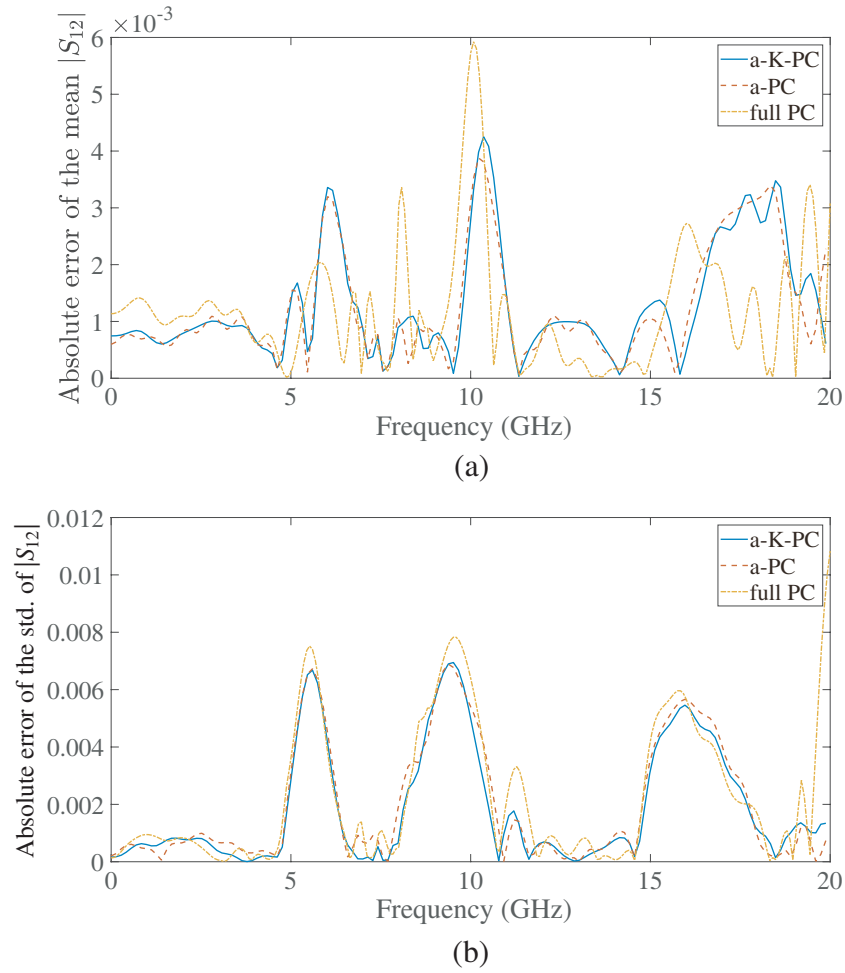 ×10⁻³
Absolute error of the mean |S₁₂|
6
5
4
3
2
1
0
a-K-PC
a-PC
full PC
0 5 10 15 20
Frequency (GHz)
(a)
Absolute error of the std. of |S₁₂|
0.012
0.01
0.008
0.006
0.004
0.002
0
a-K-PC
a-PC
full PC
0 5 10 15 20
Frequency (GHz)
(b)